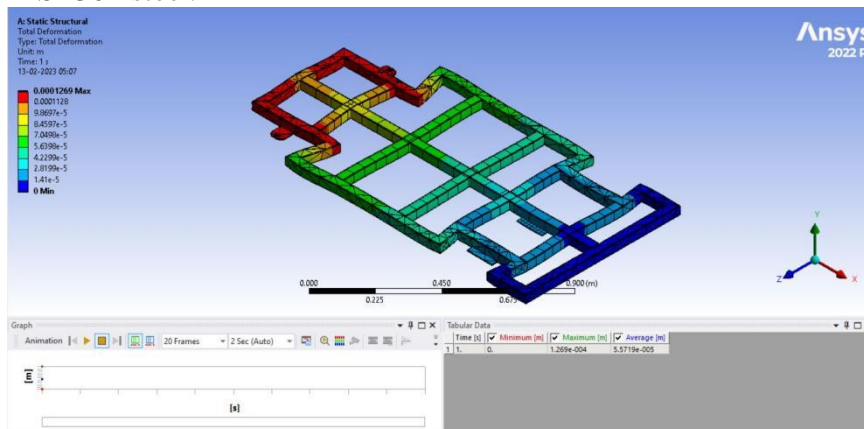 A: Static Structural
Total Deformation
Type: Total Deformation
Unit: m
Time: 1 s
13-02-2023 05:07
0.0001269 Max
0.0001128
9.8697e-5
8.4597e-5
7.0498e-5
5.6398e-5
4.2299e-5
2.8199e-5
1.41e-5
0 Min
Ansys
2022
Y
Z
X
0.000
0.450
0.900 (m)
0.225
0.675
Graph
Animation
20 Frames
2 Sec (Auto)
[m]
[s]
Tabular Data
Time [s] Minimum [m] Maximum [m] Average [m]
1 1. 0. 1.269e-004 5.5719e-005